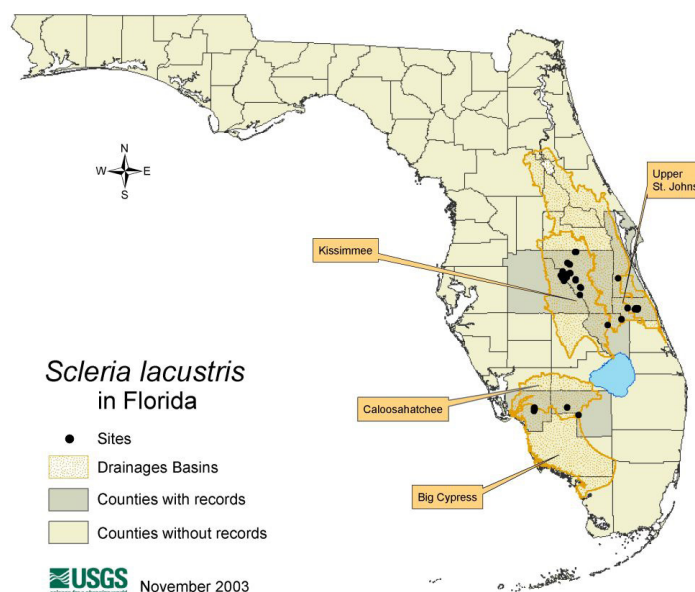 N
W E
S
Upper
St. Johns
Kissimmee
Scleria lacustris
in Florida
Caloosahatchee
Sites
Drainages Basins
Counties with records
Big Cypress
Counties without records
USGS
November 2003